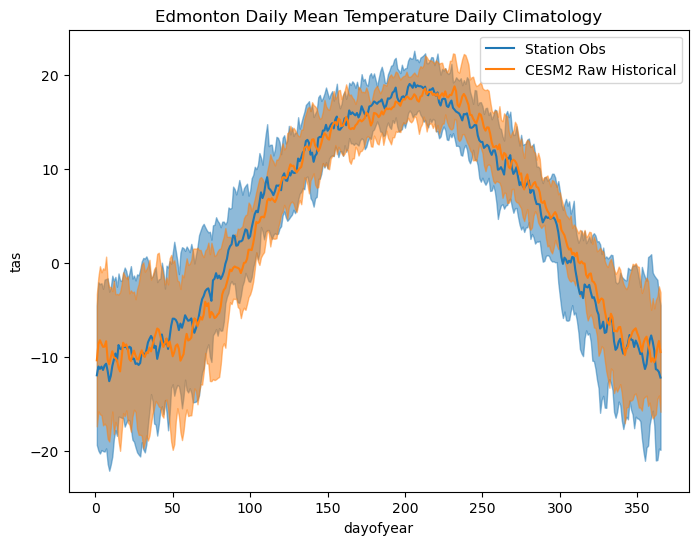 Edmonton Daily Mean Temperature Daily Climatology
Station Obs
CESM2 Raw Historical
tas
20
10
0
−10
−20
0
50
100
150
200
250
300
350
dayofyear